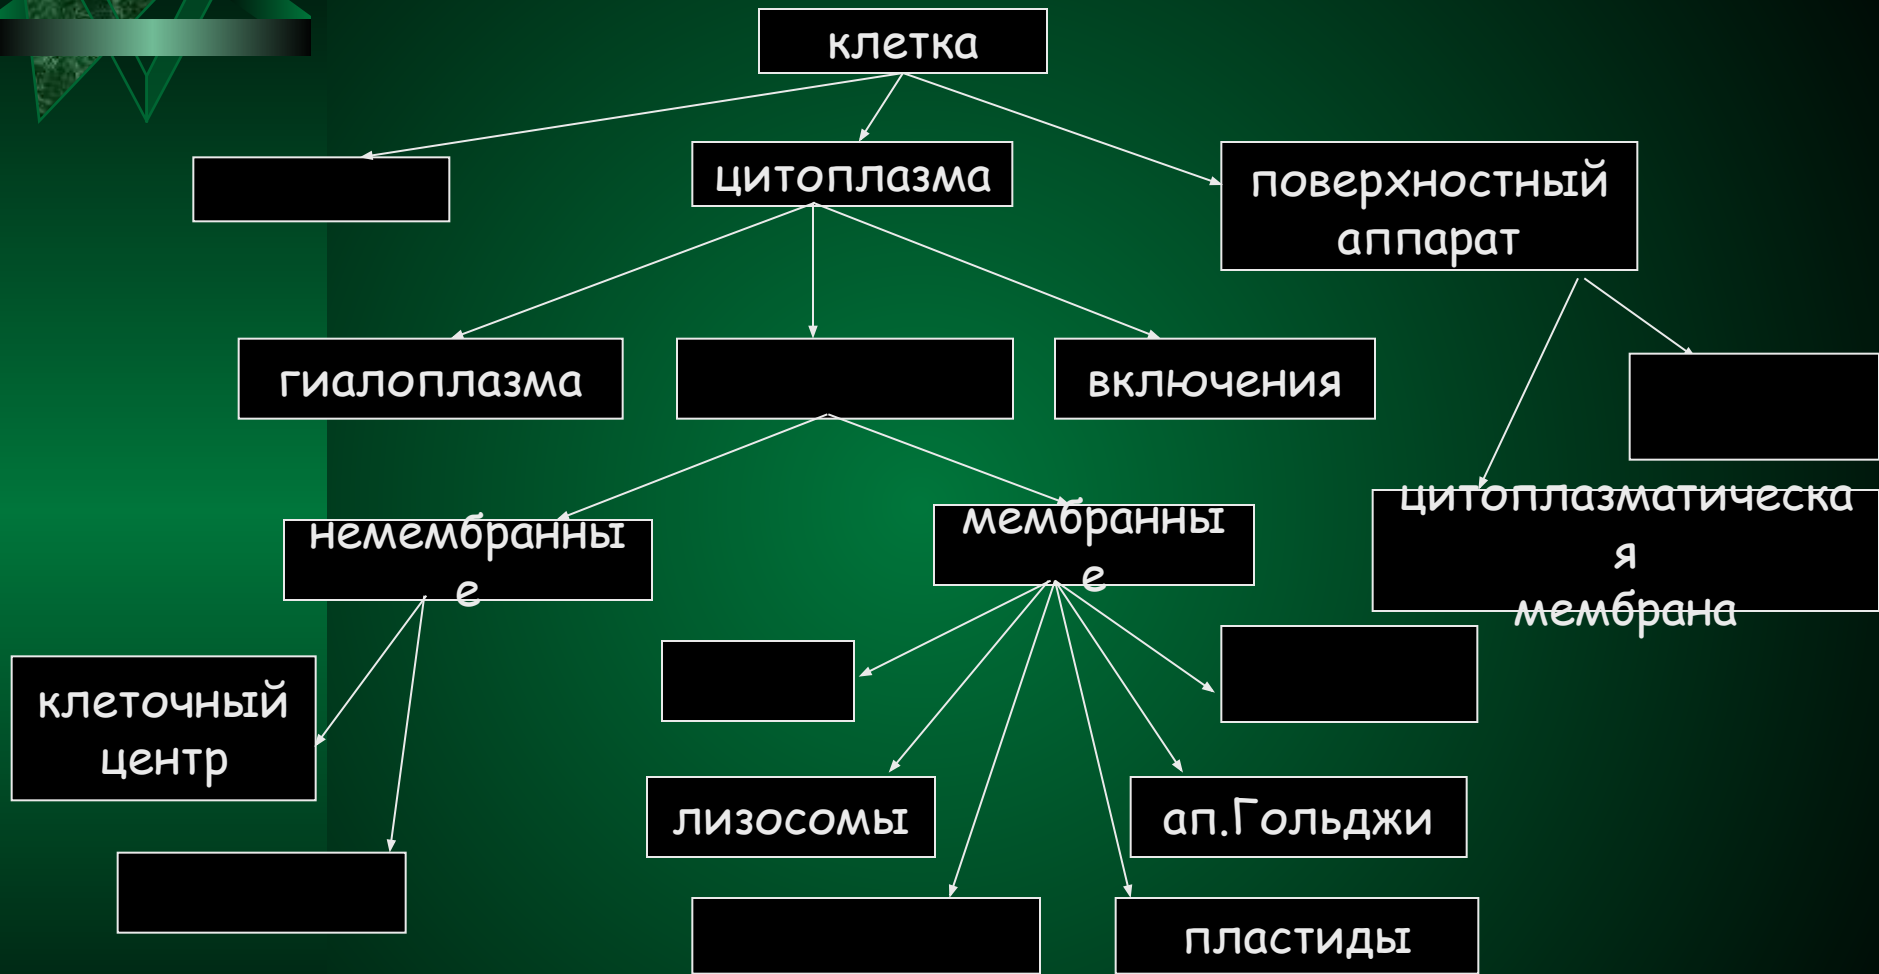 клетка
цитоплазма
поверхностный
аппарат
гиалоплазма
включения
немембранны
е
мембранны
е
цитоплазматическа
я
мембрана
клеточный
центр
лизосомы
ап.Гольджи
пластиды